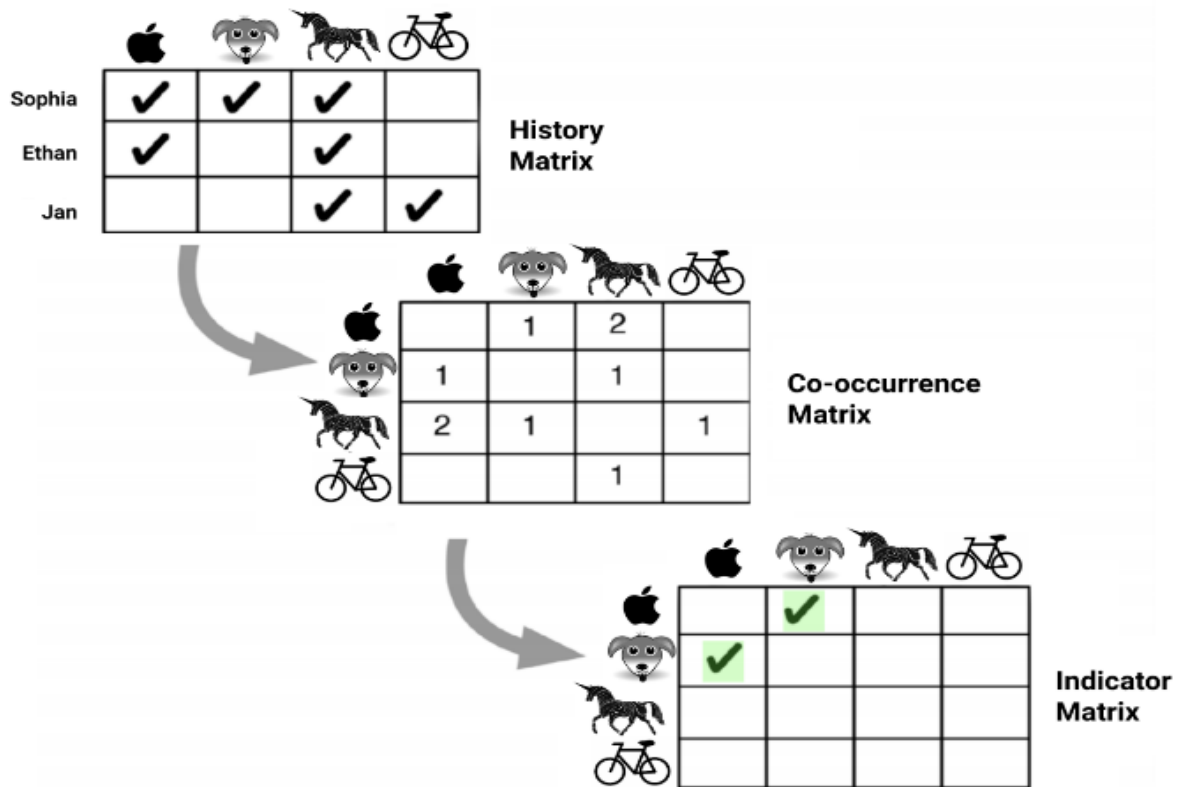 Sophia
Ethan
Jan
History
Matrix
1 2
1 1
2 1 1
1
Co-occurrence
Matrix
Indicator
Matrix